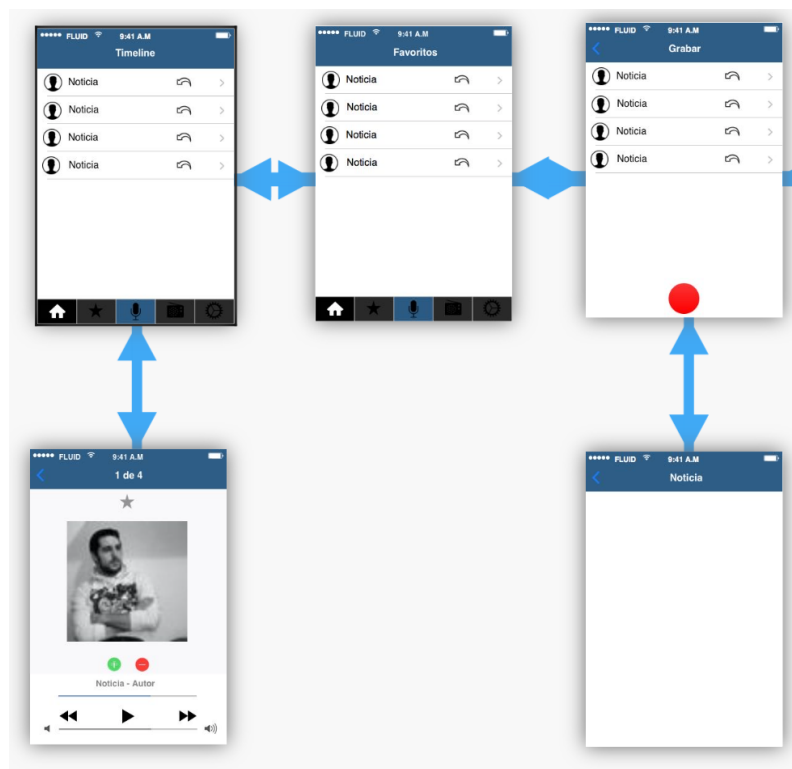 FLUID 9:41 A.M
Timeline
Noticia
Noticia
Noticia
Noticia
FLUID 9:41 A.M
Favoritos
Noticia
Noticia
Noticia
Noticia
FLUID 9:41 A.M
Grabar
Noticia
Noticia
Noticia
Noticia
FLUID 9:41 A.M
1 de 4
Noticia - Autor
FLUID 9:41 A.M
Noticia